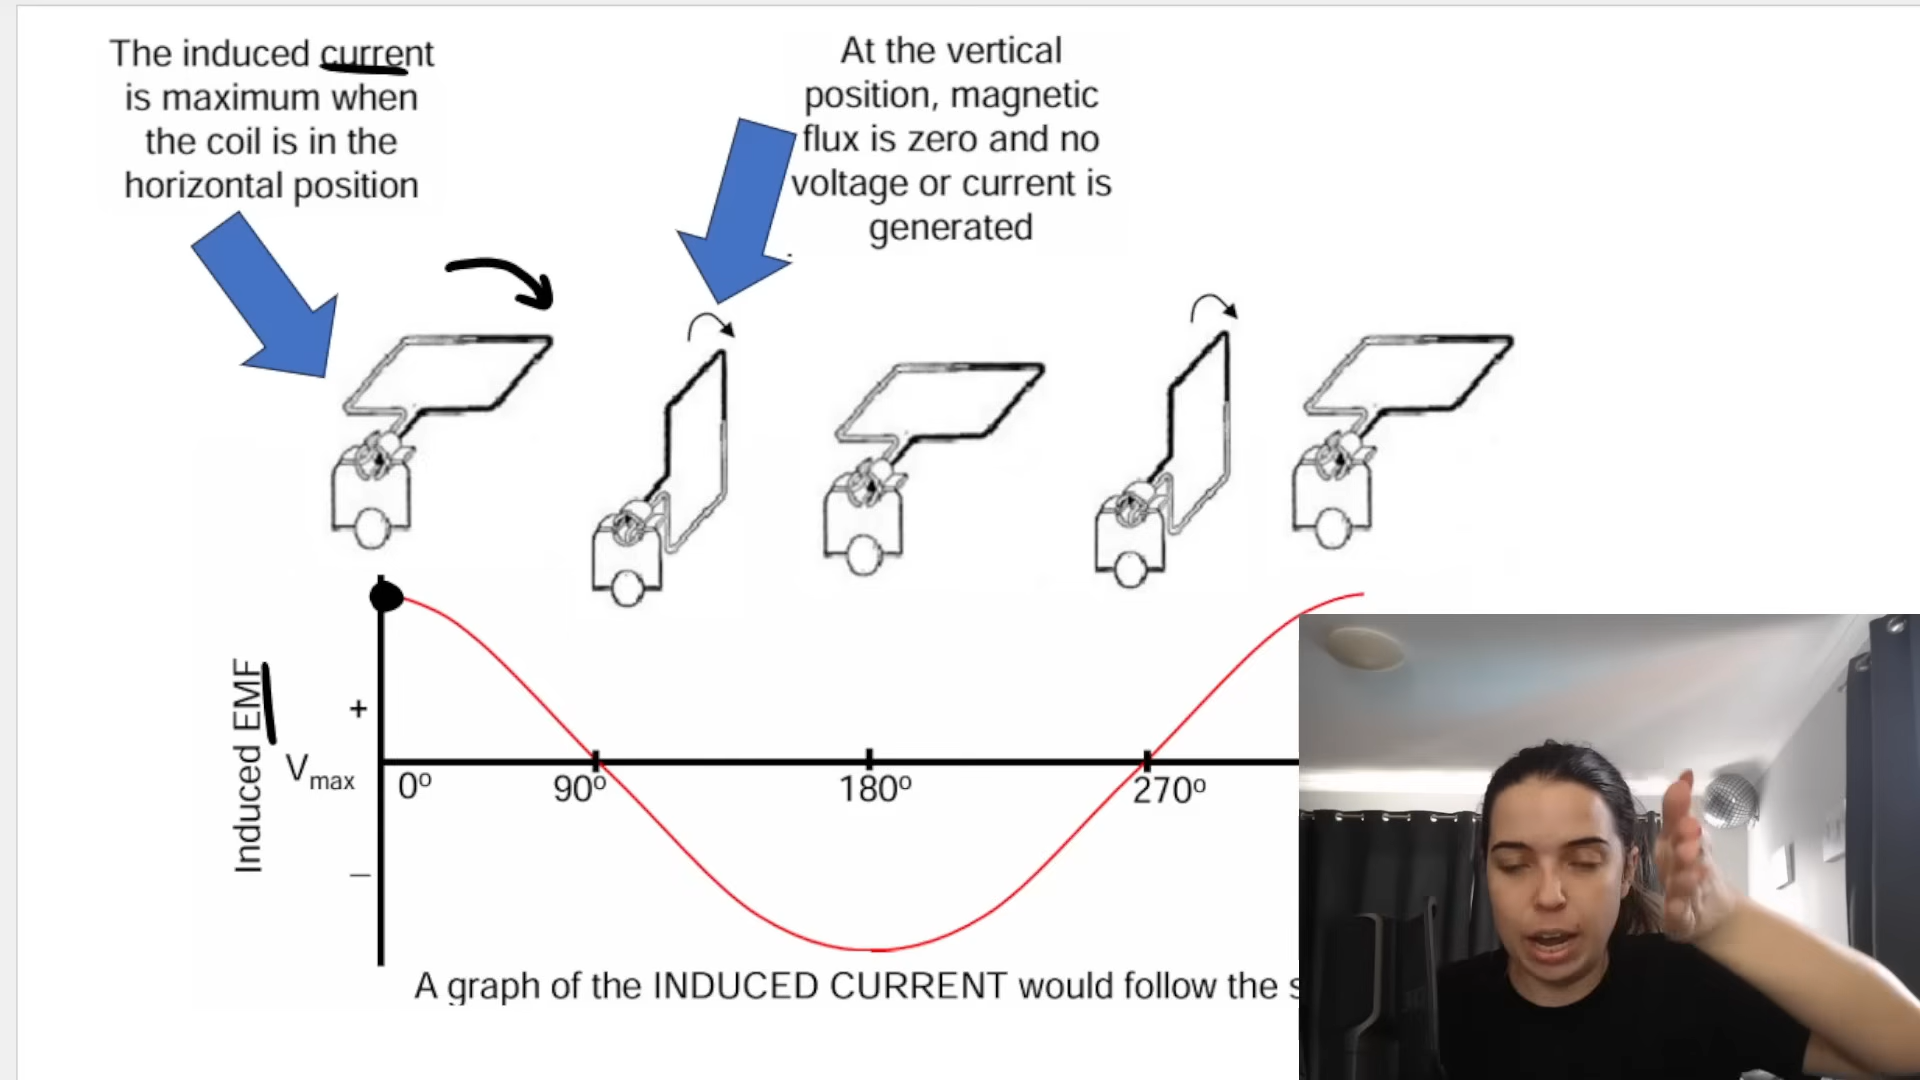 The induced current
is maximum when
the coil is in the
horizontal position
At the vertical
position, magnetic
flux is zero and no
voltage or current is
generated
Induced EMF
+
Vmax
–
0º
90º
180º
270º
A graph of the INDUCED CURRENT would follow the